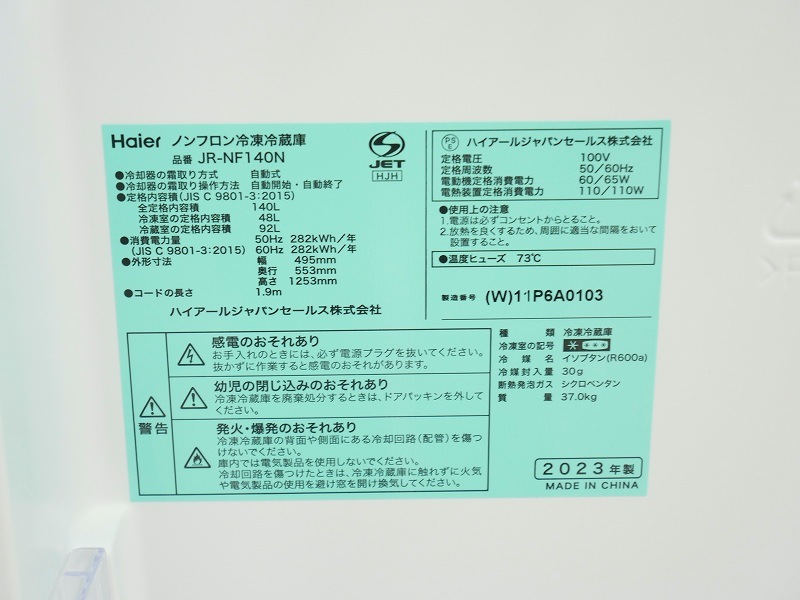 Haier ノンフロン冷凍冷蔵庫
品番 JR-NF140N
JET
HJH
●冷却器の霜取り方式 自動式
●冷却器の霜取り操作方法 自動開始・自動終了
●定格内容積(JIS C 9801-3:2015)
全定格内容積 140L
冷凍室の定格内容積 48L
冷蔵室の定格内容積 92L
●消費電力量 50Hz 282kWh/年
(JIS C 9801-3:2015) 60Hz 282kWh/年
●外形寸法 幅 495mm
奥行 553mm
高さ 1253mm
●コードの長さ 1.9m
ハイアールジャパンセールス株式会社
PS
E
ハイアールジャパンセールス株式会社
定格電圧 100V
定格周波数 50/60Hz
電動機定格消費電力 60/65W
電熱装置定格消費電力 110/110W
●使用上の注意
1.電源は必ずコンセントからとること。
2.放熱を良くするため、周囲に適当な間隔をおいて
設置すること。
●温度ヒューズ 73℃
製造番号 (W)11P6A0103
警告
感電のおそれあり
お手入れのときには、必ず電源プラグを抜いてください。
抜かずに作業すると感電のおそれがあります。
幼児の閉じ込みのおそれあり
冷凍冷蔵庫を廃棄処分するときは、ドアパッキンを外して
ください。
発火・爆発のおそれあり
冷凍冷蔵庫の背面や側面にある冷却回路(配管)を傷つ
けないでください。
庫内では電気製品を使用しないでください。
冷却回路を傷つけたときは、冷凍冷蔵庫に触れずに火気
や電気製品の使用を避け窓を開け換気してください。
種類 冷凍冷蔵庫
冷凍室の記号 * ***
冷媒名 イソブタン(R600a)
冷媒封入量 30g
断熱発泡ガス シクロペンタン
質量 37.0kg
2023年製
MADE IN CHINA